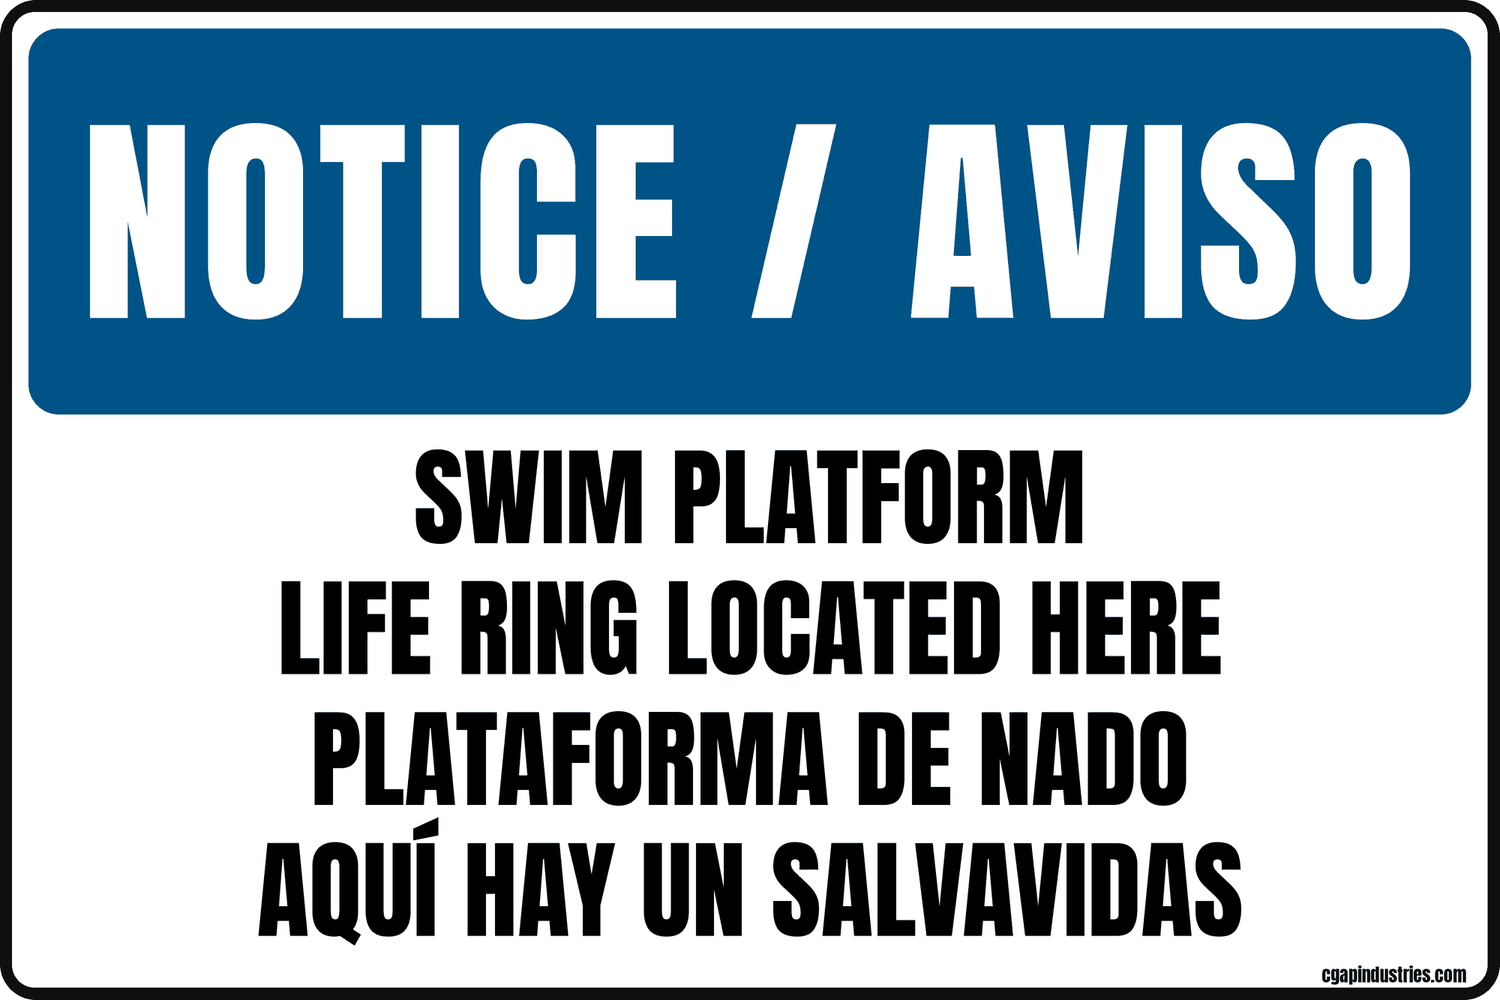 NOTICE / AVISO
SWIM PLATFORM
LIFE RING LOCATED HERE
PLATAFORMA DE NADO
AQUÍ HAY UN SALVAVIDAS
cgapindustries.com